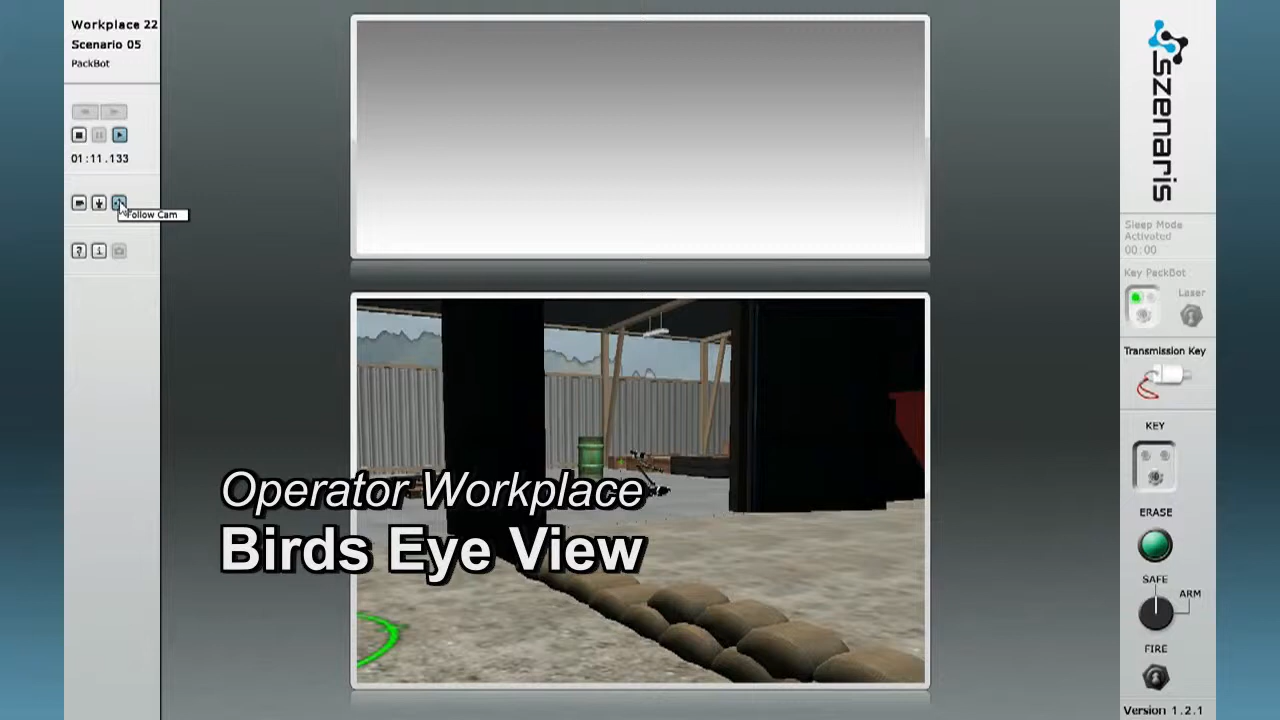 Workplace 22
Scenario 05
PackBot
01:11.133
Follow Cam
Operator Workplace
Birds Eye View
szenaris
Sleep Mode
Activated
00:00
Key PackBot
Laser
Transmission Key
KEY
ERASE
SAFE
ARM
FIRE
Version 1.2.1